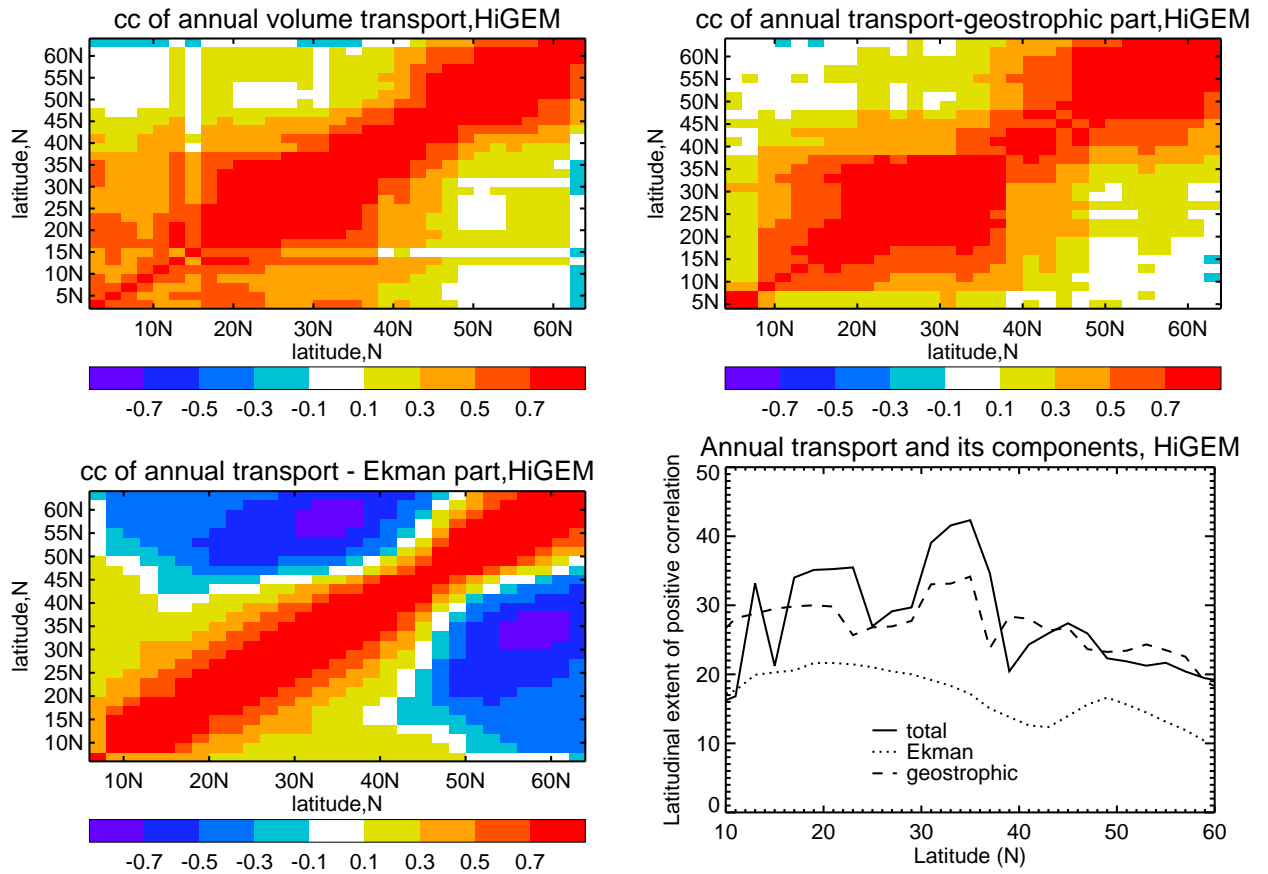 cc of annual volume transport,HiGEM
60N
55N
50N
45N
40N
35N
30N
25N
20N
15N
10N
5N
latitude,N
10N 20N 30N 40N 50N 60N
latitude,N
-0.7 -0.5 -0.3 -0.1 0.1 0.3 0.5 0.7
cc of annual transport-geostrophic part,HiGEM
60N
55N
50N
45N
40N
35N
30N
25N
20N
15N
10N
5N
latitude,N
10N 20N 30N 40N 50N 60N
latitude,N
-0.7 -0.5 -0.3 -0.1 0.1 0.3 0.5 0.7
cc of annual transport - Ekman part,HiGEM
60N
55N
50N
45N
40N
35N
30N
25N
20N
15N
10N
latitude,N
10N 20N 30N 40N 50N 60N
latitude,N
-0.7 -0.5 -0.3 -0.1 0.1 0.3 0.5 0.7
Annual transport and its components, HiGEM
50
40
30
20
10
0
Latitudinal extent of positive correlation
total
Ekman
geostrophic
10 20 30 40 50 60
Latitude (N)